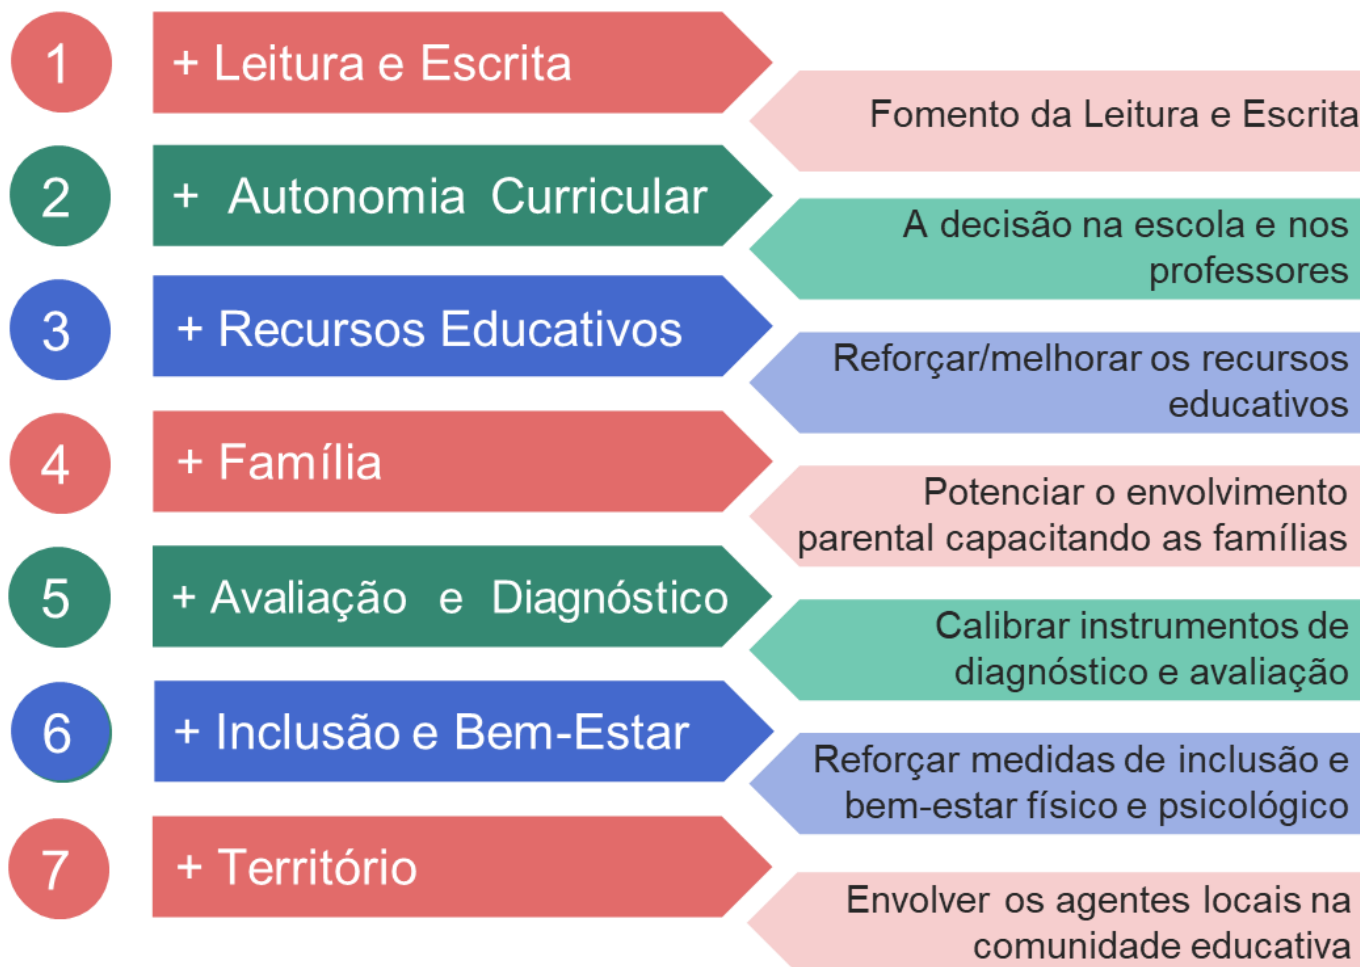 1
+ Leitura e Escrita
Fomento da Leitura e Escrita
2
+ Autonomia Curricular
A decisão na escola e nos
professores
3
+ Recursos Educativos
Reforçar/melhorar os recursos
educativos
4
+ Família
Potenciar o envolvimento
parental capacitando as famílias
5
+ Avaliação e Diagnóstico
Calibrar instrumentos de
diagnóstico e avaliação
6
+ Inclusão e Bem-Estar
Reforçar medidas de inclusão e
bem-estar físico e psicológico
7
+ Território
Envolver os agentes locais na
comunidade educativa